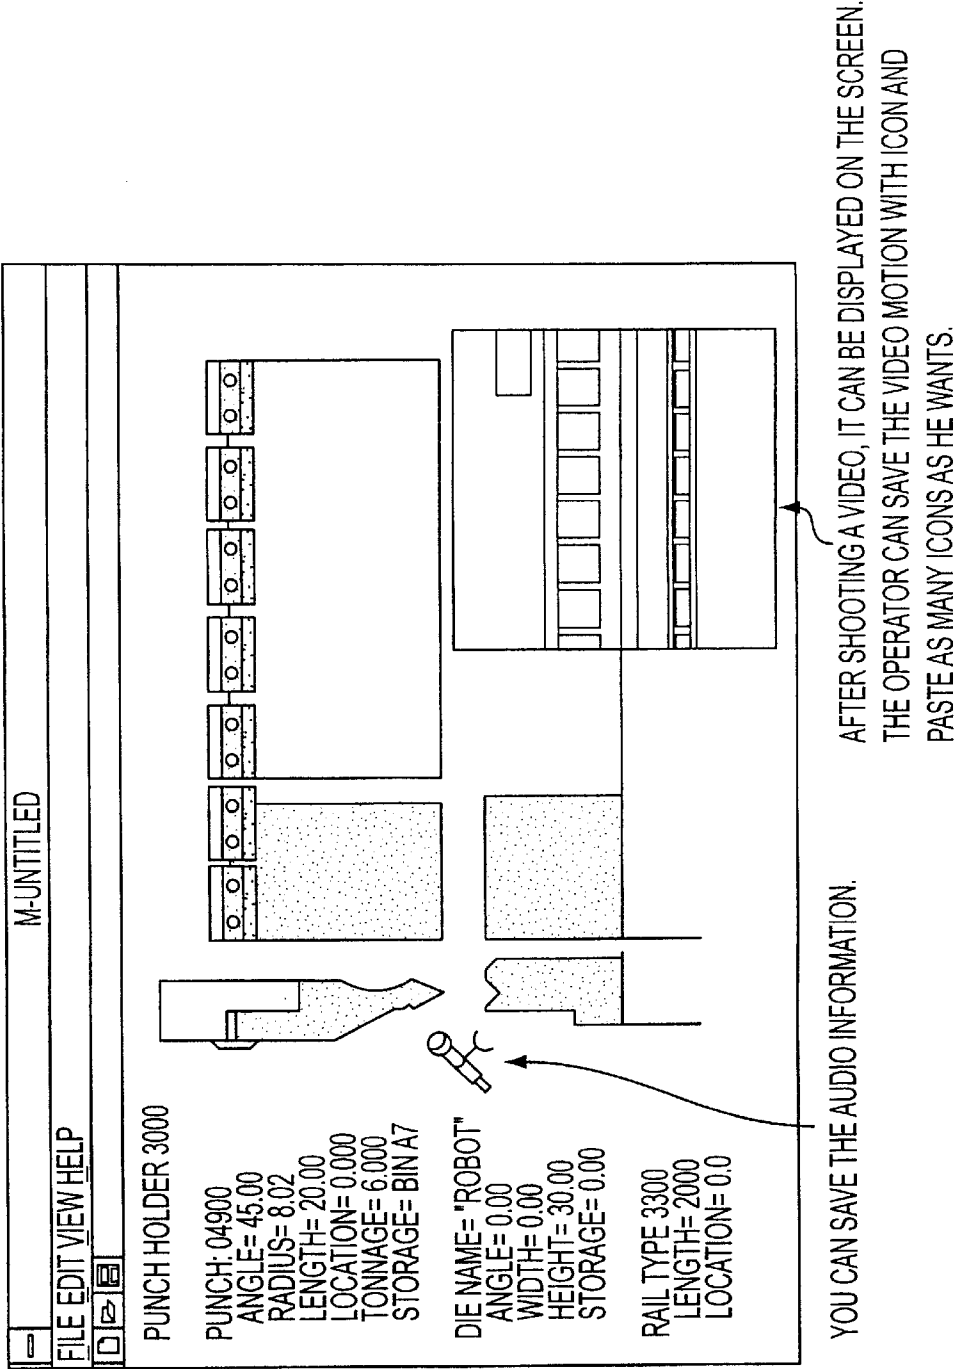 M-UNTITLED
FILE EDIT VIEW HELP
PUNCH HOLDER 3000
PUNCH: 04900
ANGLE= 45.00
RADIUS= 8.02
LENGTH= 20.00
LOCATION= 0.000
TONNAGE= 6.000
STORAGE= BIN A7
DIE NAME= "ROBOT"
ANGLE= 0.00
WIDTH= 0.00
HEIGHT= 30.00
STORAGE= 0.00
RAIL TYPE 3300
LENGTH= 2000
LOCATION= 0.0
YOU CAN SAVE THE AUDIO INFORMATION.
AFTER SHOOTING A VIDEO, IT CAN BE DISPLAYED ON THE SCREEN.
THE OPERATOR CAN SAVE THE VIDEO MOTION WITH ICON AND
PASTE AS MANY ICONS AS HE WANTS.